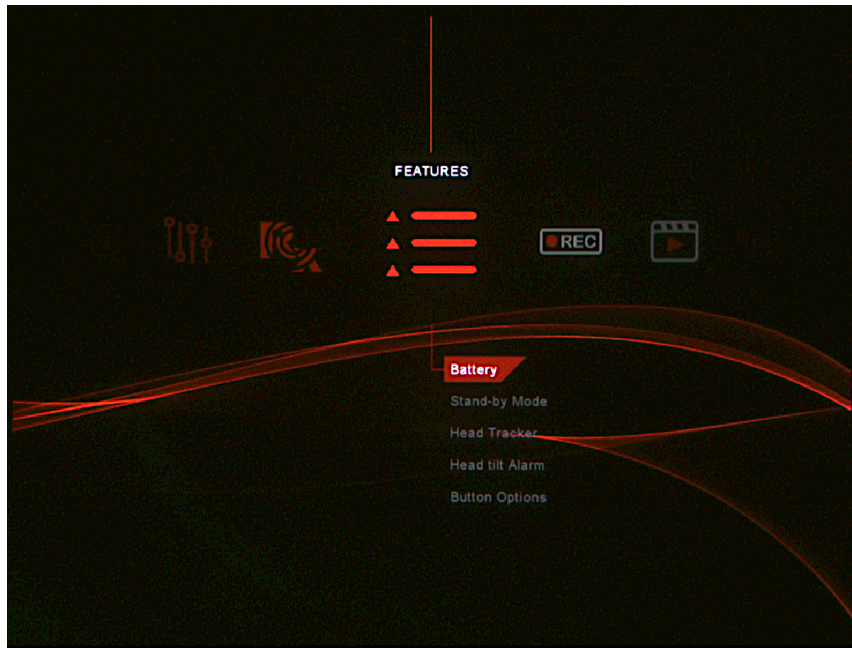 FEATURES
REC
Battery
Stand-by Mode
Head Tracker
Head tilt Alarm
Button Options